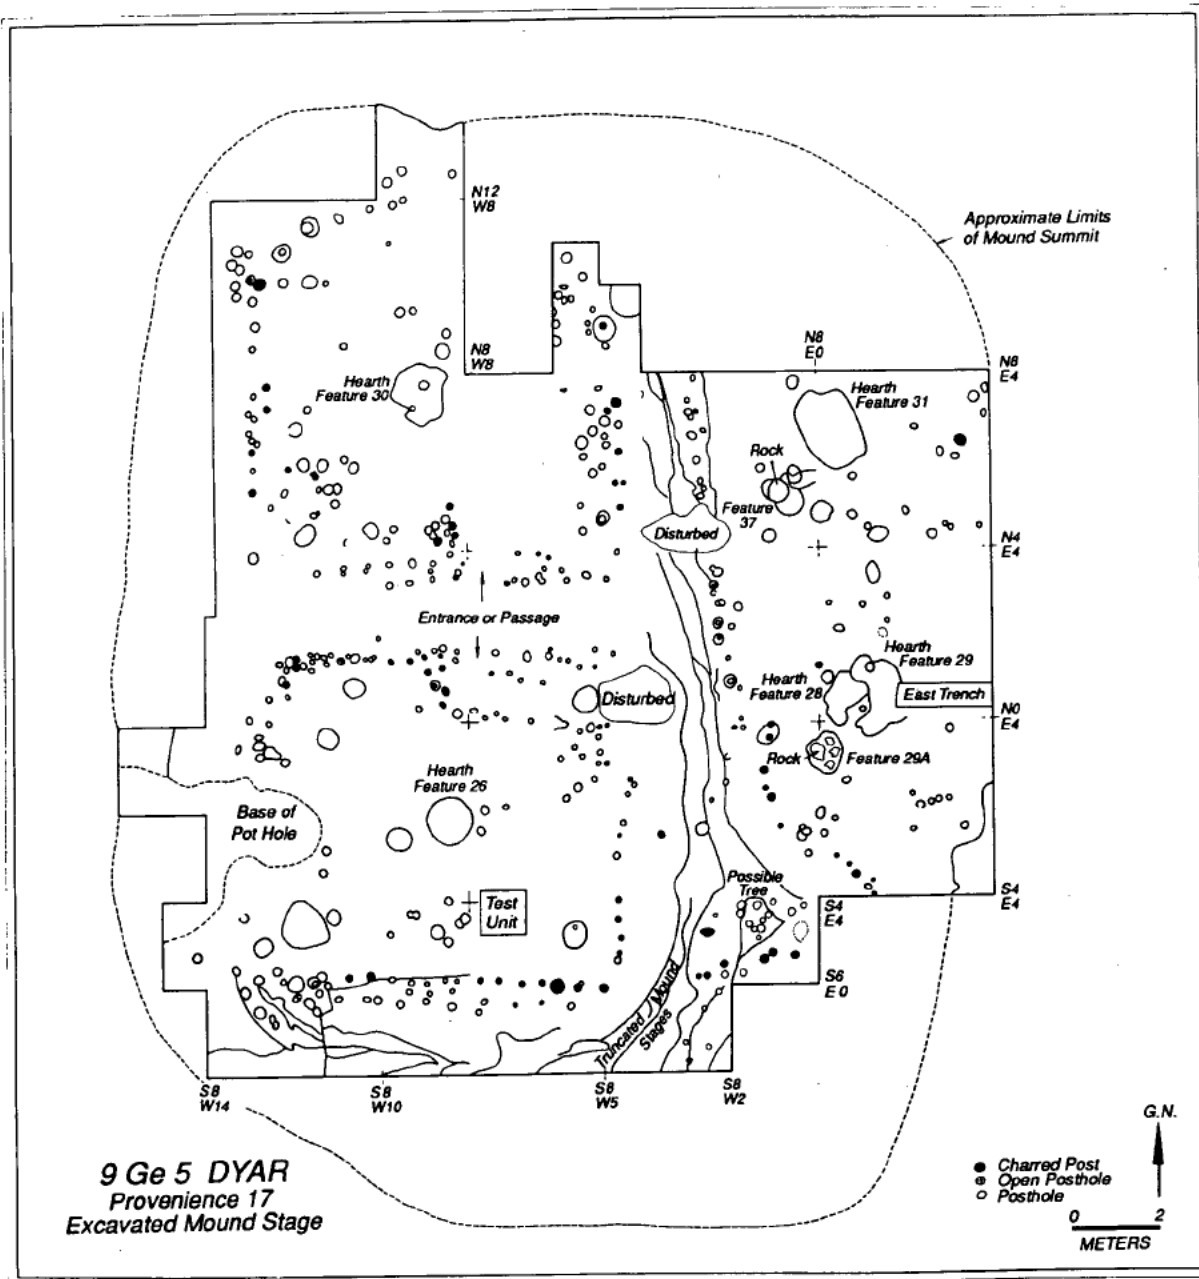 N12
W8
Approximate Limits
of Mound Summit
N8
W8
N8
E0
N8
E4
Hearth
Feature 30
Hearth
Feature 31
Rock
Feature
37
Disturbed
N4
E4
Entrance or Passage
Hearth
Feature 29
Hearth
Feature 28
East Trench
Disturbed
N0
E4
Rock
Feature 29A
Hearth
Feature 26
Base of
Pot Hole
Possible
Tree
Test
Unit
S4
E4
S4
E4
S6
E0
Truncated Mound
Stages
S8
W14
S8
W10
S8
W5
S8
W2
G.N.
9 Ge 5 DYAR
Provenience 17
Excavated Mound Stage
Charred Post
Open Posthole
Posthole
0 2
METERS